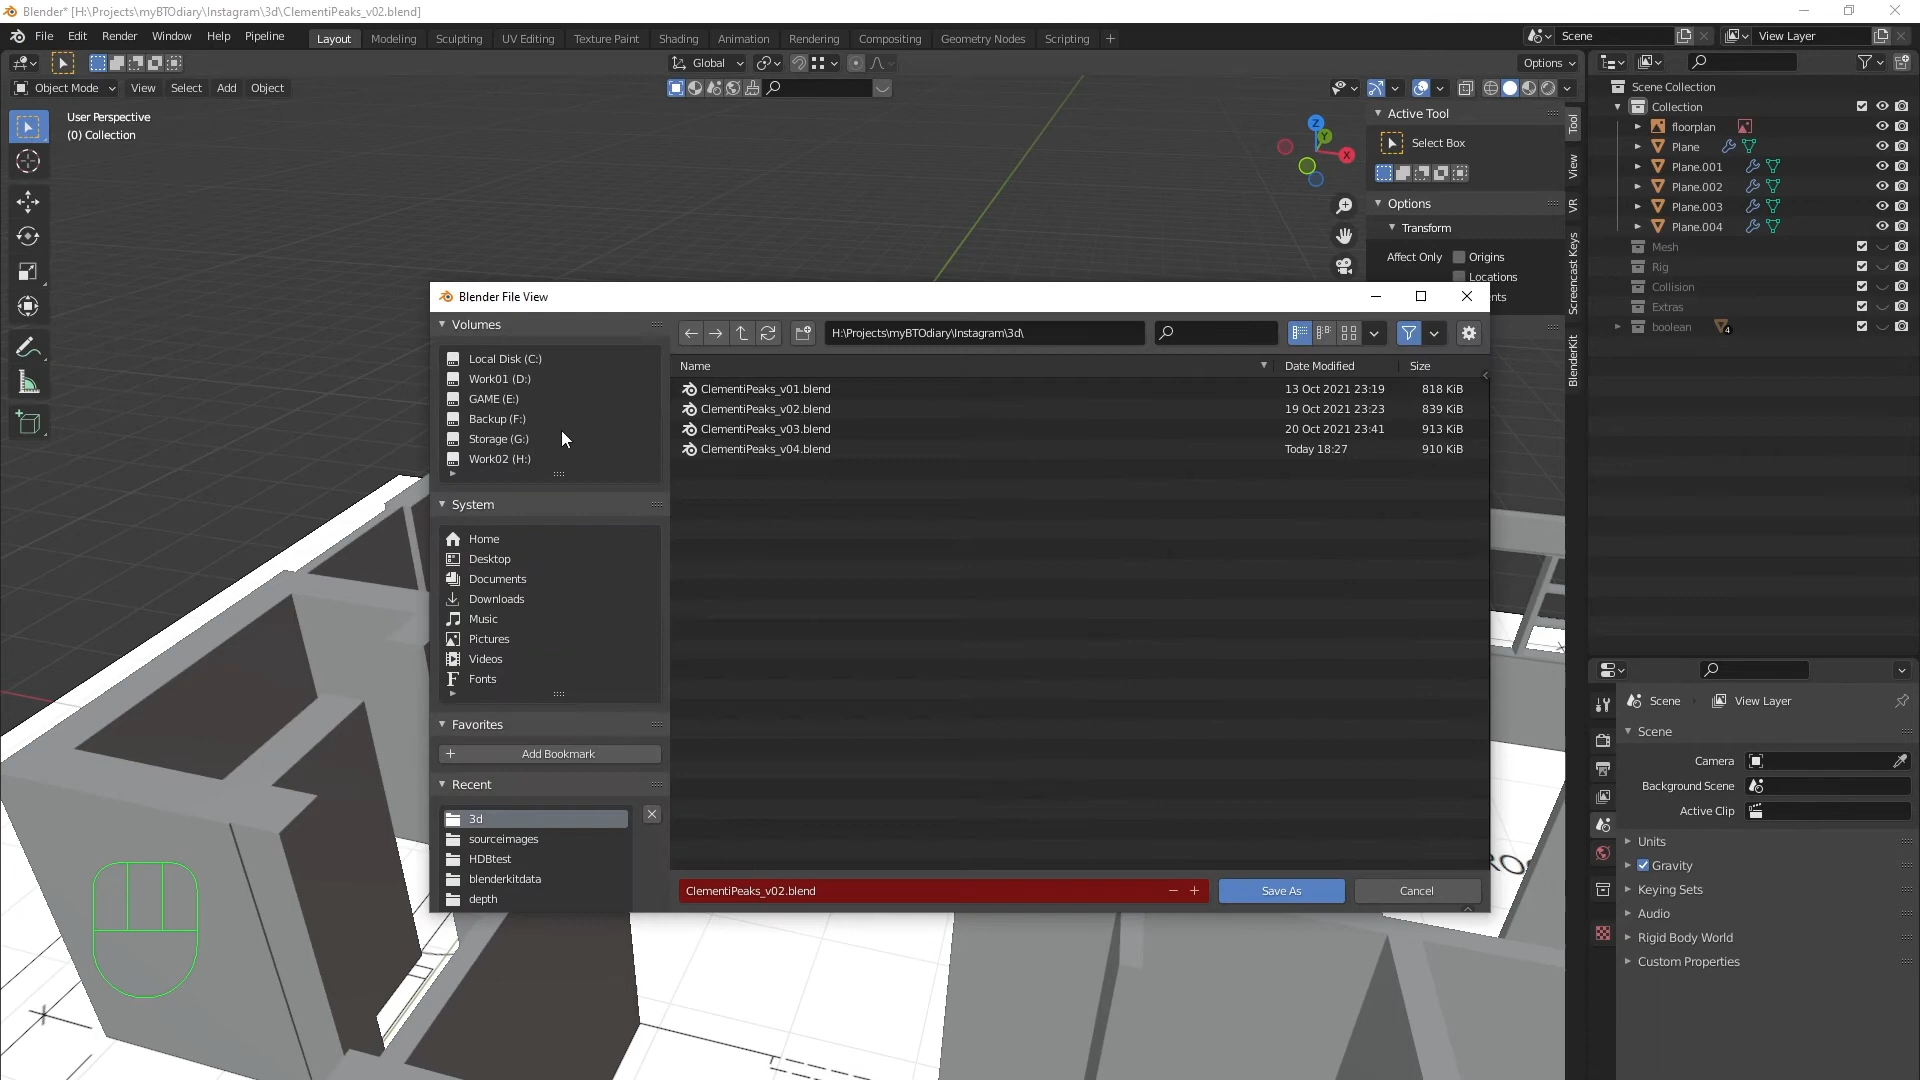 Blender* [H:\Projects\myBTOdiary\Instagram\3d\ClementiPeaks_v02.blend]
File Edit Render Window Help Pipeline
Layout Modeling Sculpting UV Editing Texture Paint Shading Animation Rendering Compositing Geometry Nodes Scripting
Scene View Layer
Global Options
Object Mode View Select Add Object
User Perspective
(0) Collection
Z
Y
X
Active Tool
Select Box
Options
Transform
Affect Only Origins
Locations
ents
Tool
View
VR
Screencast Keys
BlenderKit
Scene Collection
Collection
floorplan
Plane
Plane.001
Plane.002
Plane.003
Plane.004
Mesh
Rig
Collision
Extras
boolean 4
Blender File View
Volumes
Local Disk (C:)
Work01 (D:)
GAME (E:)
Backup (F:)
Storage (G:)
Work02 (H:)
System
Home
Desktop
Documents
Downloads
Music
Pictures
Videos
Fonts
Favorites
Add Bookmark
Recent
3d
sourceimages
HDBtest
blenderkitdata
depth
H:\Projects\myBTOdiary\Instagram\3d\
Name Date Modified Size
ClementiPeaks_v01.blend 13 Oct 2021 23:19 818 KiB
ClementiPeaks_v02.blend 19 Oct 2021 23:23 839 KiB
ClementiPeaks_v03.blend 20 Oct 2021 23:41 913 KiB
ClementiPeaks_v04.blend Today 18:27 910 KiB
ClementiPeaks_v02.blend Save As Cancel
Scene View Layer
Scene
Camera
Background Scene
Active Clip
Units
Gravity
Keying Sets
Audio
Rigid Body World
Custom Properties